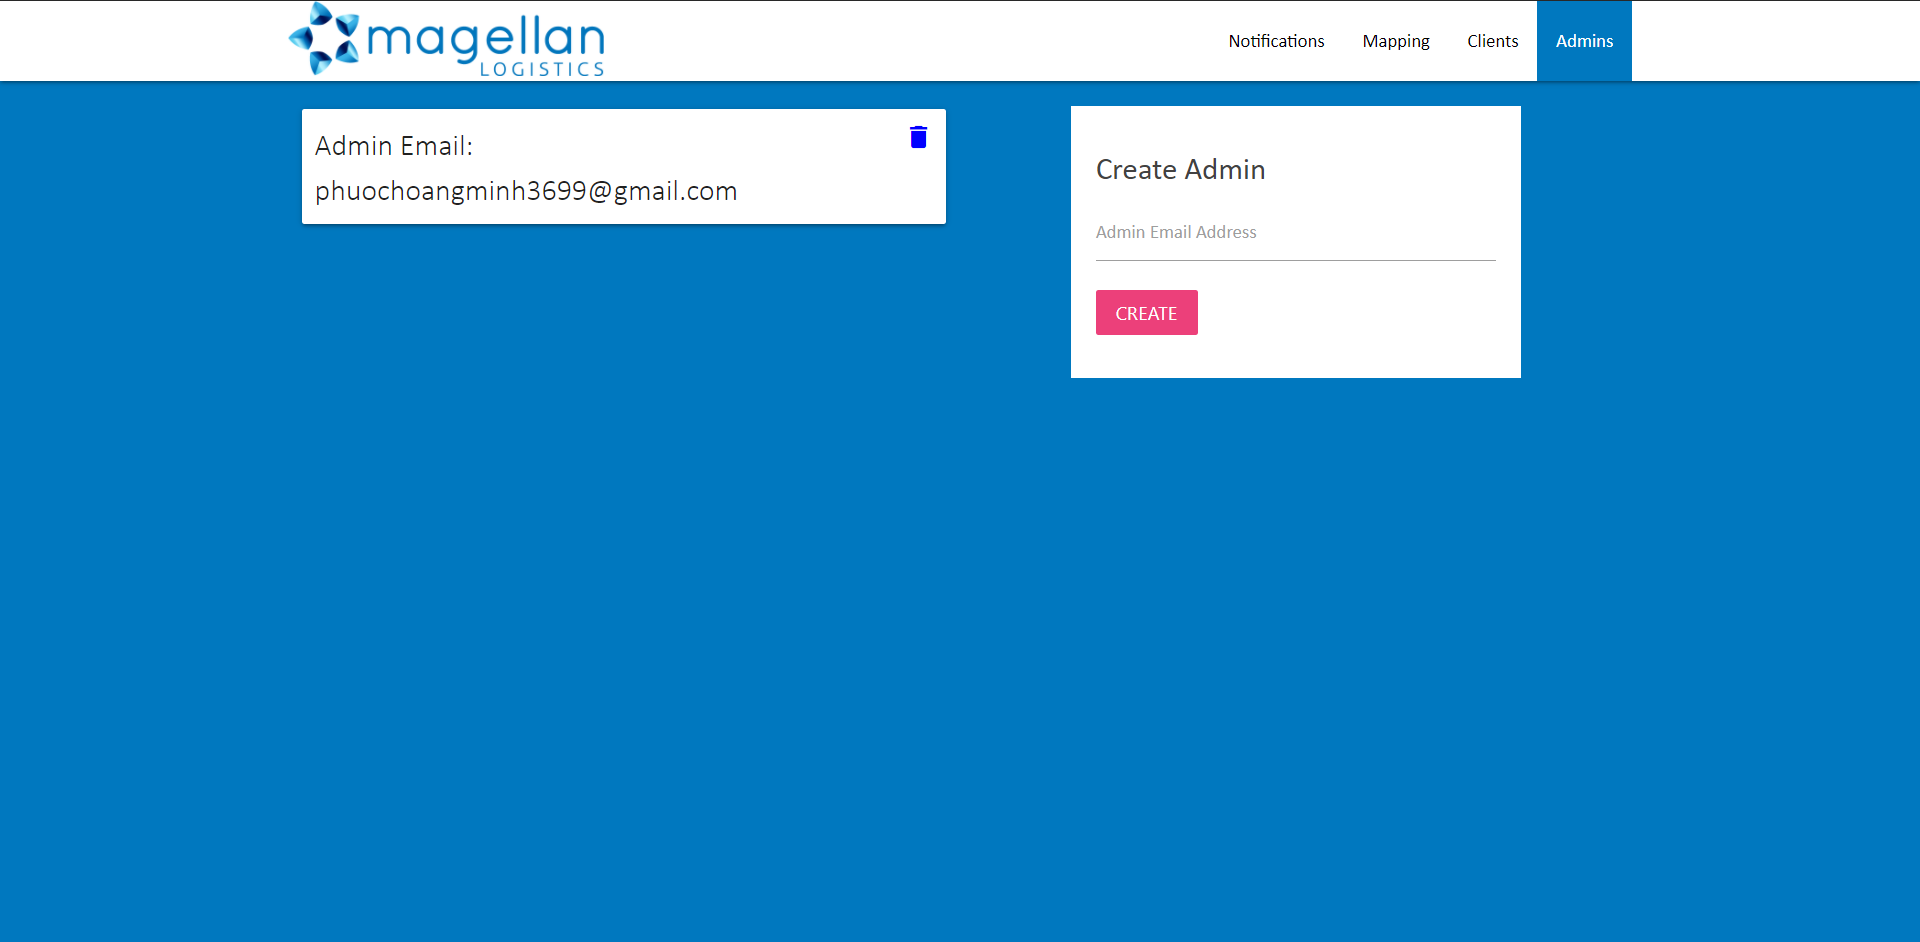 magellan
LOGISTICS
Notifications
Mapping
Clients
Admins
Admin Email:
phuochoangminh3699@gmail.com
Create Admin
Admin Email Address
CREATE